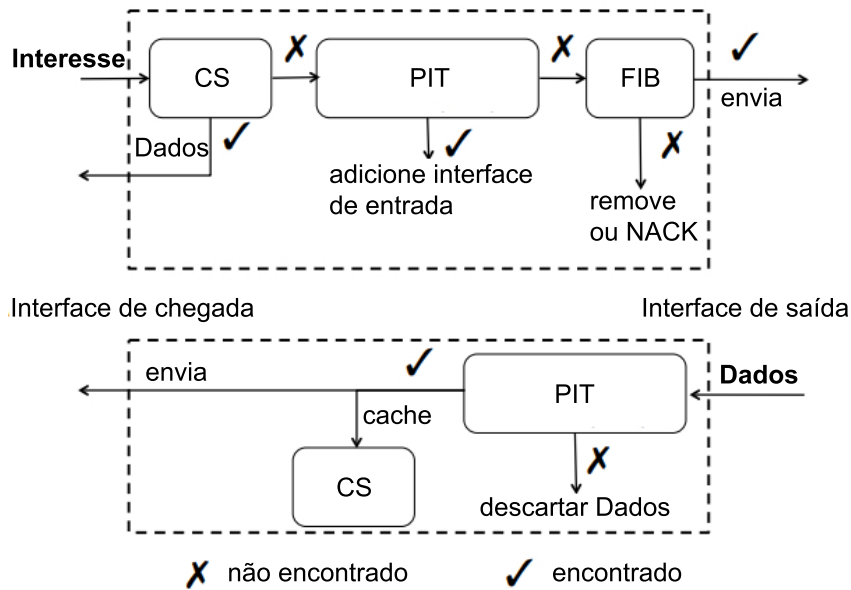 Interesse
CS
✗
PIT
✗
FIB
✓
envia
Dados
✓
✓
✗
adicione interface
de entrada
remove
ou NACK
Interface de chegada
Interface de saída
envia
✓
PIT
Dados
cache
✗
CS
descartar Dados
✗ não encontrado
✓ encontrado